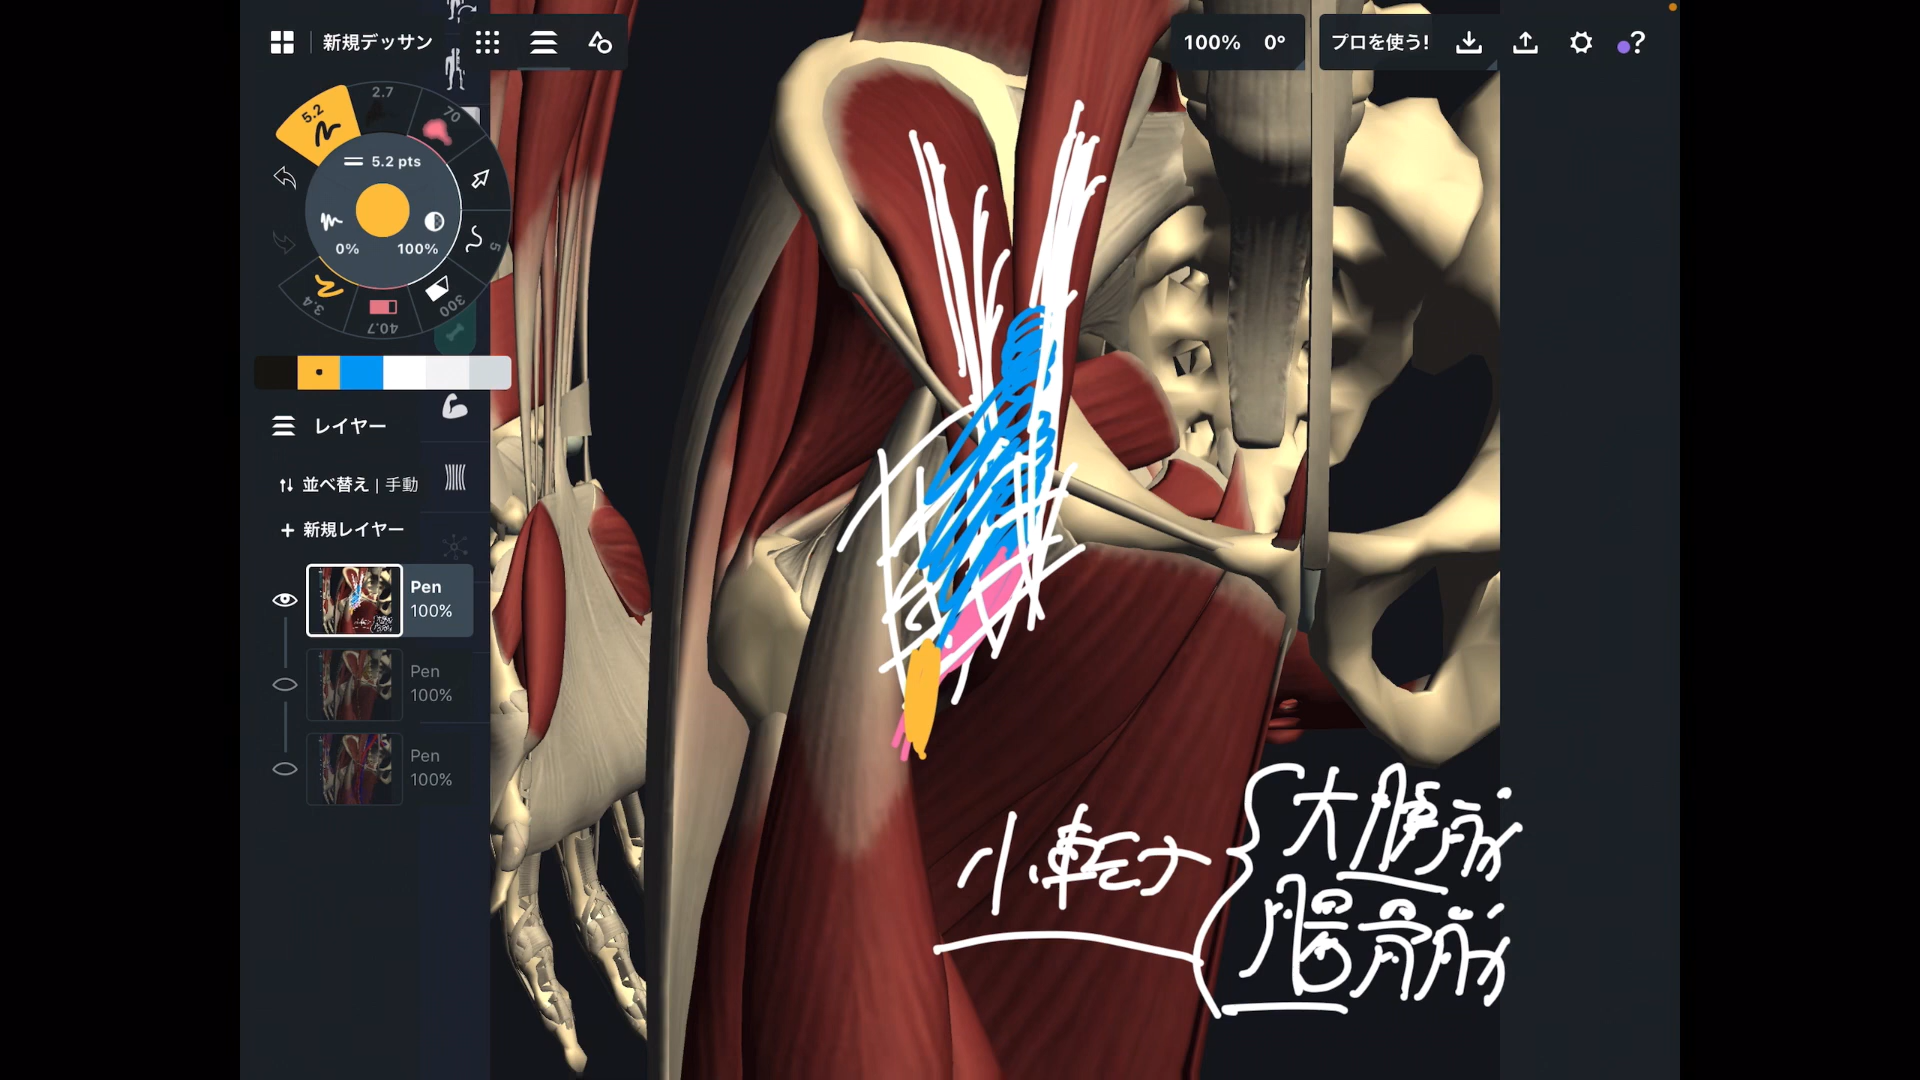 新規デッサン
100% 0°
プロを使う!
?
5.2
2.7
70
5.2 pts
0% 100%
5
3.4
40.7
300
レイヤー
並べ替え | 手動
+ 新規レイヤー
Pen
100%
Pen
100%
Pen
100%
小転子
大腰筋
腸骨筋